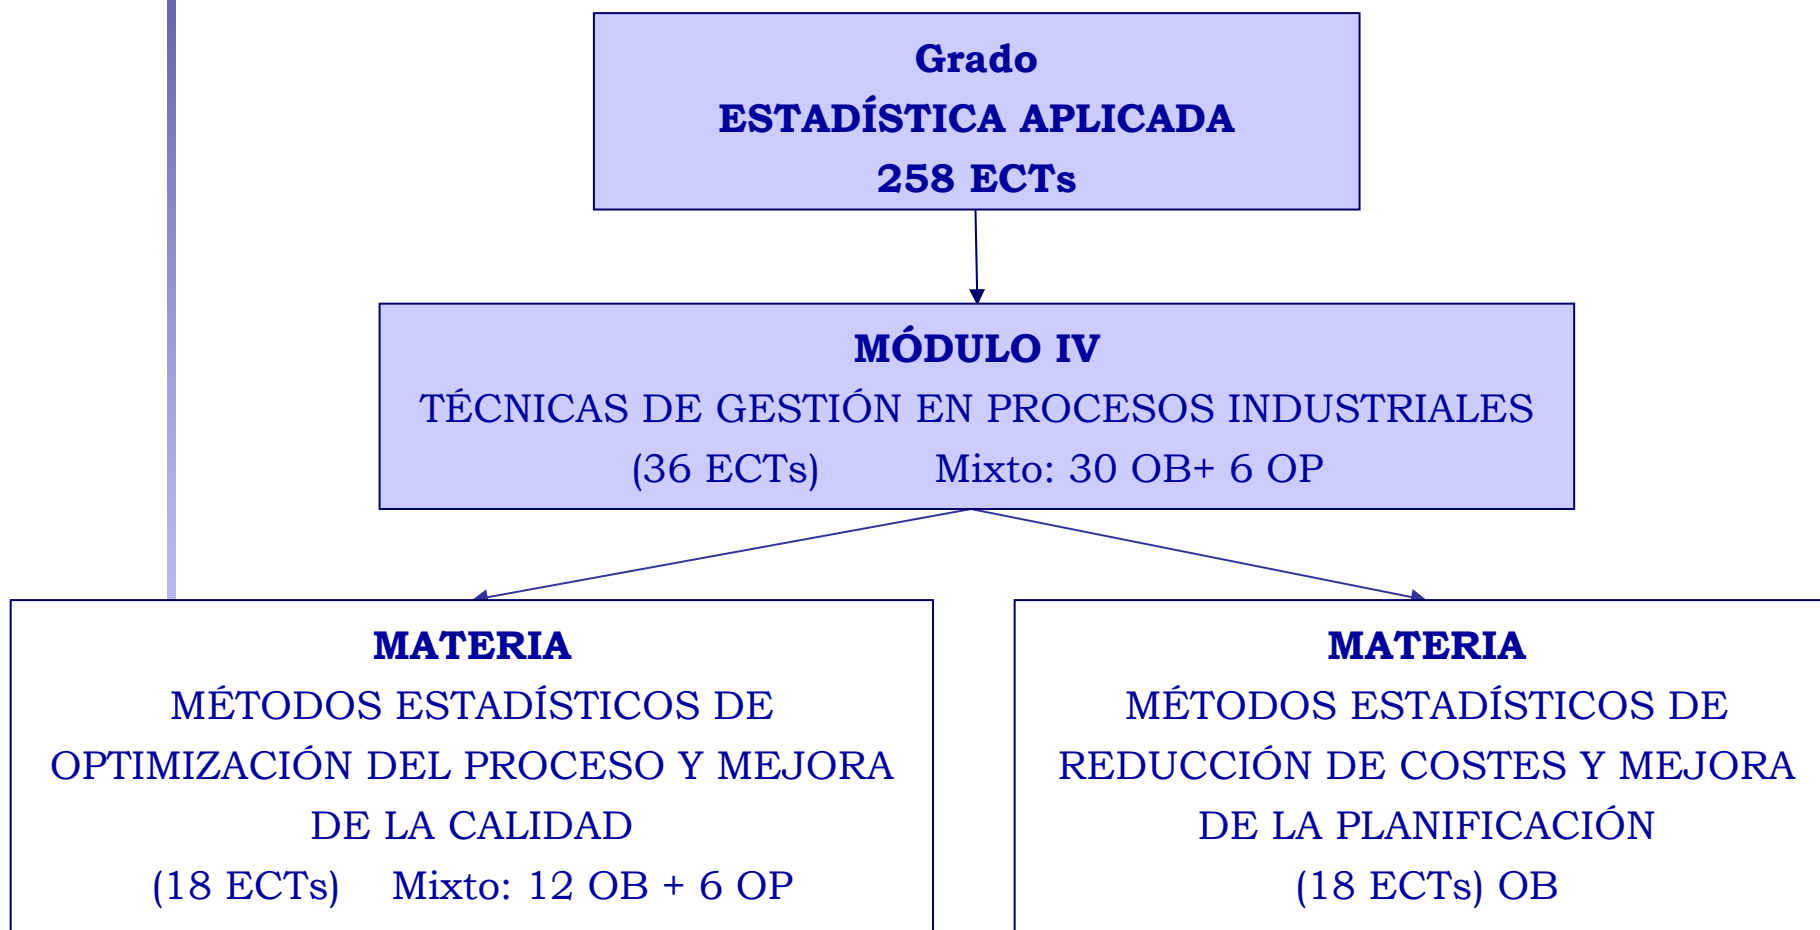 Grado
ESTADÍSTICA APLICADA
258 ECTs
MÓDULO IV
TÉCNICAS DE GESTIÓN EN PROCESOS INDUSTRIALES
(36 ECTs) Mixto: 30 OB+ 6 OP
MATERIA
MÉTODOS ESTADÍSTICOS DE
OPTIMIZACIÓN DEL PROCESO Y MEJORA
DE LA CALIDAD
(18 ECTs) Mixto: 12 OB + 6 OP
MATERIA
MÉTODOS ESTADÍSTICOS DE
REDUCCIÓN DE COSTES Y MEJORA
DE LA PLANIFICACIÓN
(18 ECTs) OB